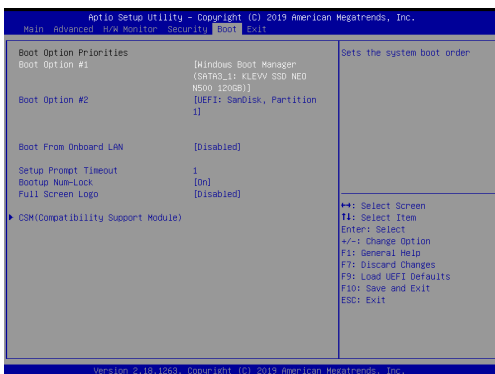 Aptio Setup Utility – Copyright (C) 2019 American Megatrends, Inc.
Main Advanced H/W Monitor Security Boot Exit
Boot Option Priorities
Boot Option #1 [Windows Boot Manager
(SATA3_1: KLEVV SSD NEO
N500 120GB)]
Boot Option #2 [UEFI: SanDisk, Partition
1]
Boot From Onboard LAN [Disabled]
Setup Prompt Timeout 1
Bootup Num-Lock [On]
Full Screen Logo [Disabled]
CSM(Compatibility Support Module)
Sets the system boot order
↔: Select Screen
↑↓: Select Item
Enter: Select
+/-: Change Option
F1: General Help
F7: Discard Changes
F9: Load UEFI Defaults
F10: Save and Exit
ESC: Exit
Version 2.18.1263. Copyright (C) 2019 American Megatrends, Inc.